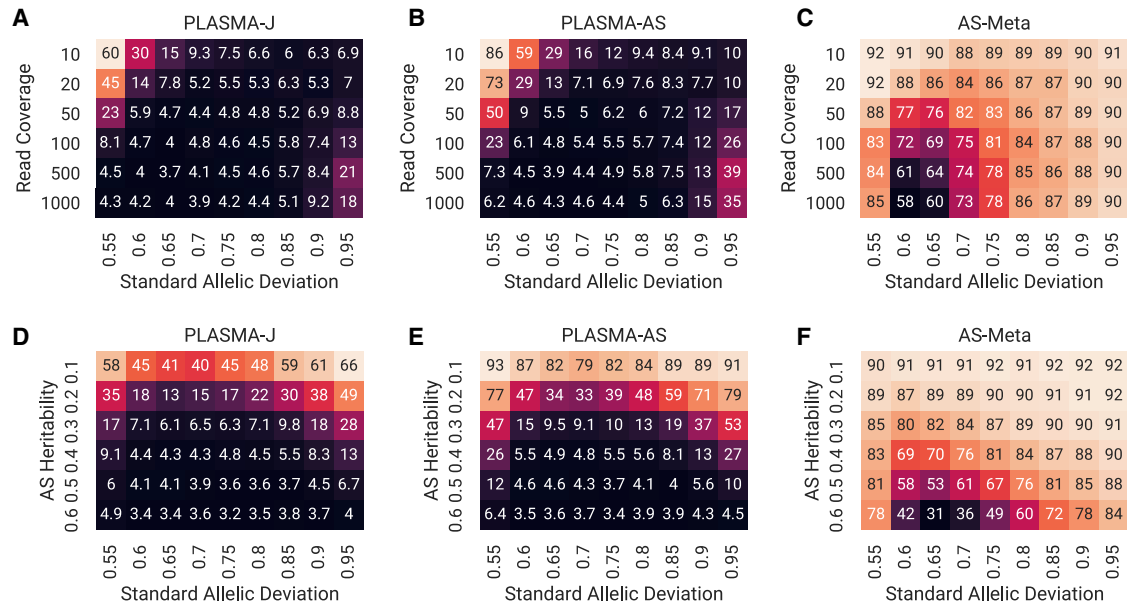 A PLASMA-J
Read Coverage
10 60 30 15 9.3 7.5 6.6 6 6.3 6.9
20 45 14 7.8 5.2 5.5 5.3 6.3 5.3 7
50 23 5.9 4.7 4.4 4.8 4.8 5.2 6.9 8.8
100 8.1 4.7 4 4.8 4.6 4.5 5.8 7.4 13
500 4.5 4 3.7 4.1 4.5 4.6 5.7 8.4 21
1000 4.3 4.2 4 3.9 4.2 4.4 5.1 9.2 18
0.55 0.6 0.65 0.7 0.75 0.8 0.85 0.9 0.95
Standard Allelic Deviation
B PLASMA-AS
Read Coverage
10 86 59 29 16 12 9.4 8.4 9.1 10
20 73 29 13 7.1 6.9 7.6 8.3 7.7 10
50 50 9 5.5 5 6.2 6 7.2 12 17
100 23 6.1 4.8 5.4 5.5 4.5 7.4 12 26
500 7.3 4.5 3.9 4.4 4.9 5.8 7.5 13 39
1000 6.2 4.6 4.3 4.6 4.4 5 6.3 15 35
0.55 0.6 0.65 0.7 0.75 0.8 0.85 0.9 0.95
Standard Allelic Deviation
C AS-Meta
Read Coverage
10 92 91 90 88 89 89 89 90 91
20 92 88 86 84 86 87 87 90 90
50 88 77 76 82 83 86 87 89 90
100 83 72 69 75 81 84 87 88 90
500 84 61 64 74 78 85 86 88 90
1000 85 58 60 73 78 86 87 89 90
0.55 0.6 0.65 0.7 0.75 0.8 0.85 0.9 0.95
Standard Allelic Deviation
D PLASMA-J
AS Heritability
0.1 58 45 41 40 45 48 59 61 66
0.2 35 18 13 15 17 22 30 38 49
0.3 17 7.1 6.1 6.5 6.3 7.1 9.8 18 28
0.4 9.1 4.4 4.3 4.3 4.8 4.5 5.5 8.3 13
0.5 6 4.1 4.1 3.9 3.6 3.6 3.7 4.5 6.7
0.6 4.9 3.4 3.4 3.6 3.2 3.5 3.8 3.7 4
0.55 0.6 0.65 0.7 0.75 0.8 0.85 0.9 0.95
Standard Allelic Deviation
E PLASMA-AS
AS Heritability
0.1 93 87 82 79 82 84 89 89 91
0.2 77 47 34 33 39 48 59 71 79
0.3 47 15 9.5 9.1 10 13 19 37 53
0.4 26 5.5 4.9 4.8 5.5 5.6 8.1 13 27
0.5 12 4.6 4.6 4.3 3.7 4.1 4 5.6 10
0.6 6.4 3.5 3.6 3.7 3.4 3.9 3.9 4.3 4.5
0.55 0.6 0.65 0.7 0.75 0.8 0.85 0.9 0.95
Standard Allelic Deviation
F AS-Meta
AS Heritability
0.1 90 91 91 91 92 91 92 92 92
0.2 89 87 89 89 90 90 91 91 92
0.3 85 80 82 84 87 89 90 90 91
0.4 83 69 70 76 81 84 87 88 90
0.5 81 58 53 61 67 76 81 85 88
0.6 78 42 31 36 49 60 72 78 84
0.55 0.6 0.65 0.7 0.75 0.8 0.85 0.9 0.95
Standard Allelic Deviation